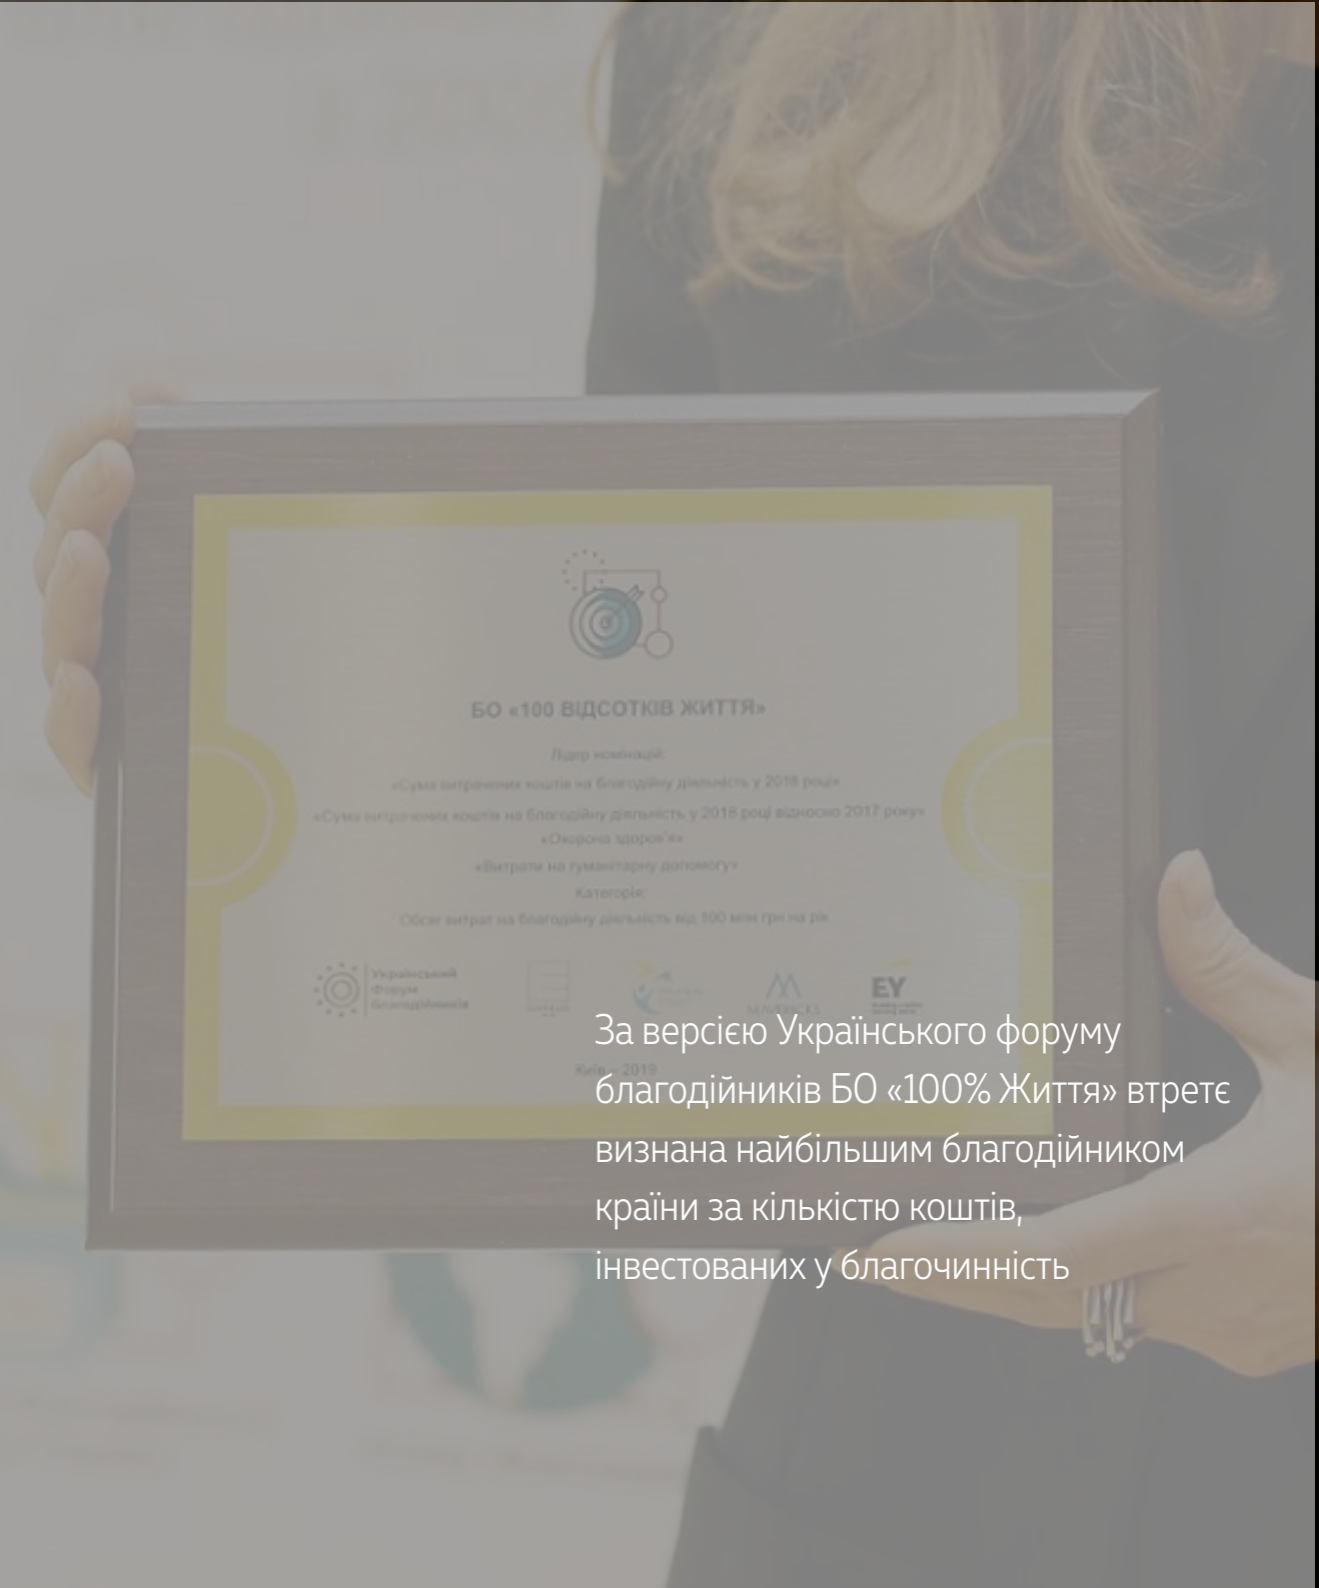 БО «100 ВІДСОТКІВ ЖИТТЯ»
Лідер номінацій:
«Сума витрачених коштів на благодійну діяльність у 2018 році»
«Сума витрачених коштів на благодійну діяльність у 2018 році відносно 2017 року»
«Охорона здоров'я»
«Витрати на гуманітарну допомогу»
Категорія:
Обсяг витрат на благодійну діяльність від 100 млн грн на рік
Український
Форум
Благодійників
MAVERICKS
EY
Київ – 2019
За версією Українського форуму
благодійників БО «100% Життя» втретє
визнана найбільшим благодійником
країни за кількістю коштів,
інвестованих у благочинність